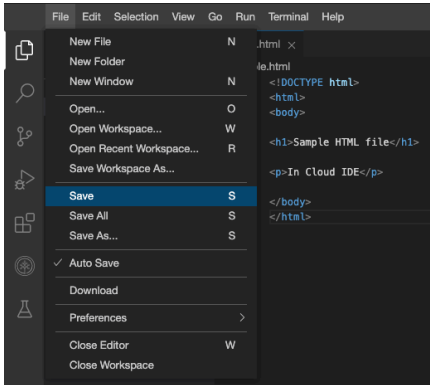 File Edit Selection View Go Run Terminal Help
New File N
New Folder
New Window N
Open... O
Open Workspace... W
Open Recent Workspace... R
Save Workspace As...
Save S
Save All S
Save As... S
Auto Save
Download
Preferences
Close Editor W
Close Workspace
.html
le.html
<!DOCTYPE html>
<html>
<body>
<h1>Sample HTML file</h1>
<p>In Cloud IDE</p>
</body>
</html>